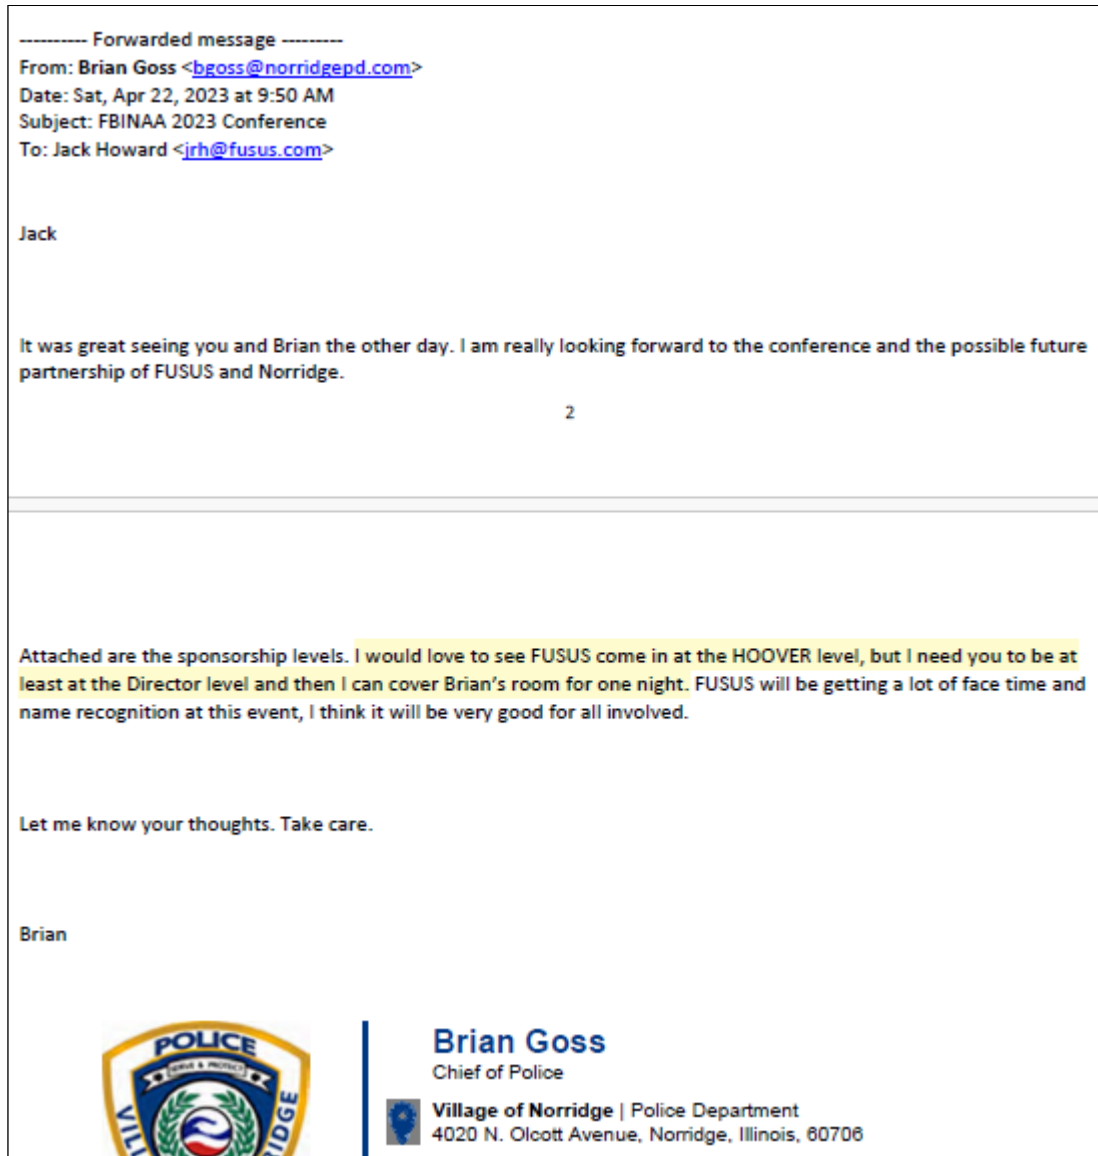 ---------- Forwarded message ---------
From: Brian Goss <bgoss@norridgepd.com>
Date: Sat, Apr 22, 2023 at 9:50 AM
Subject: FBINAA 2023 Conference
To: Jack Howard <jrh@fusus.com>
Jack
It was great seeing you and Brian the other day. I am really looking forward to the conference and the possible future
partnership of FUSUS and Norridge.
2
Attached are the sponsorship levels. I would love to see FUSUS come in at the HOOVER level, but I need you to be at
least at the Director level and then I can cover Brian's room for one night. FUSUS will be getting a lot of face time and
name recognition at this event, I think it will be very good for all involved.
Let me know your thoughts. Take care.
Brian
POLICE
SERVE & PROTECT
VIL
RIDGE
Brian Goss
Chief of Police
Village of Norridge | Police Department
4020 N. Olcott Avenue, Norridge, Illinois, 60706